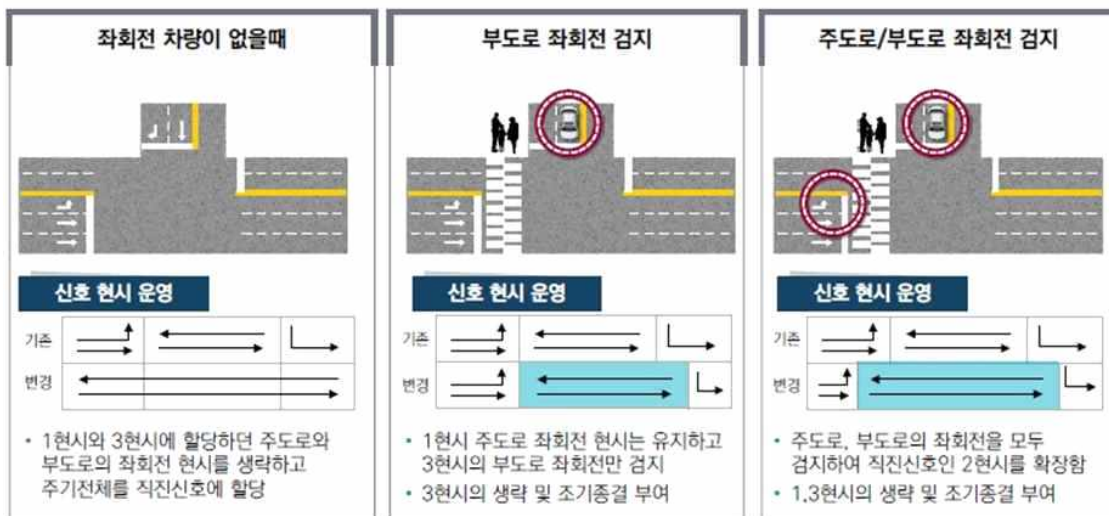 좌회전 차량이 없을때
신호 현시 운영
기존
변경
• 1현시와 3현시에 할당하던 주도로와
부도로의 좌회전 현시를 생략하고
주기전체를 직진신호에 할당
부도로 좌회전 검지
신호 현시 운영
기존
변경
• 1현시 주도로 좌회전 현시는 유지하고
3현시의 부도로 좌회전만 검지
• 3현시의 생략 및 조기종결 부여
주도로/부도로 좌회전 검지
신호 현시 운영
기존
변경
• 주도로, 부도로의 좌회전을 모두
검지하여 직진신호인 2현시를 확장함
• 1,3현시의 생략 및 조기종결 부여